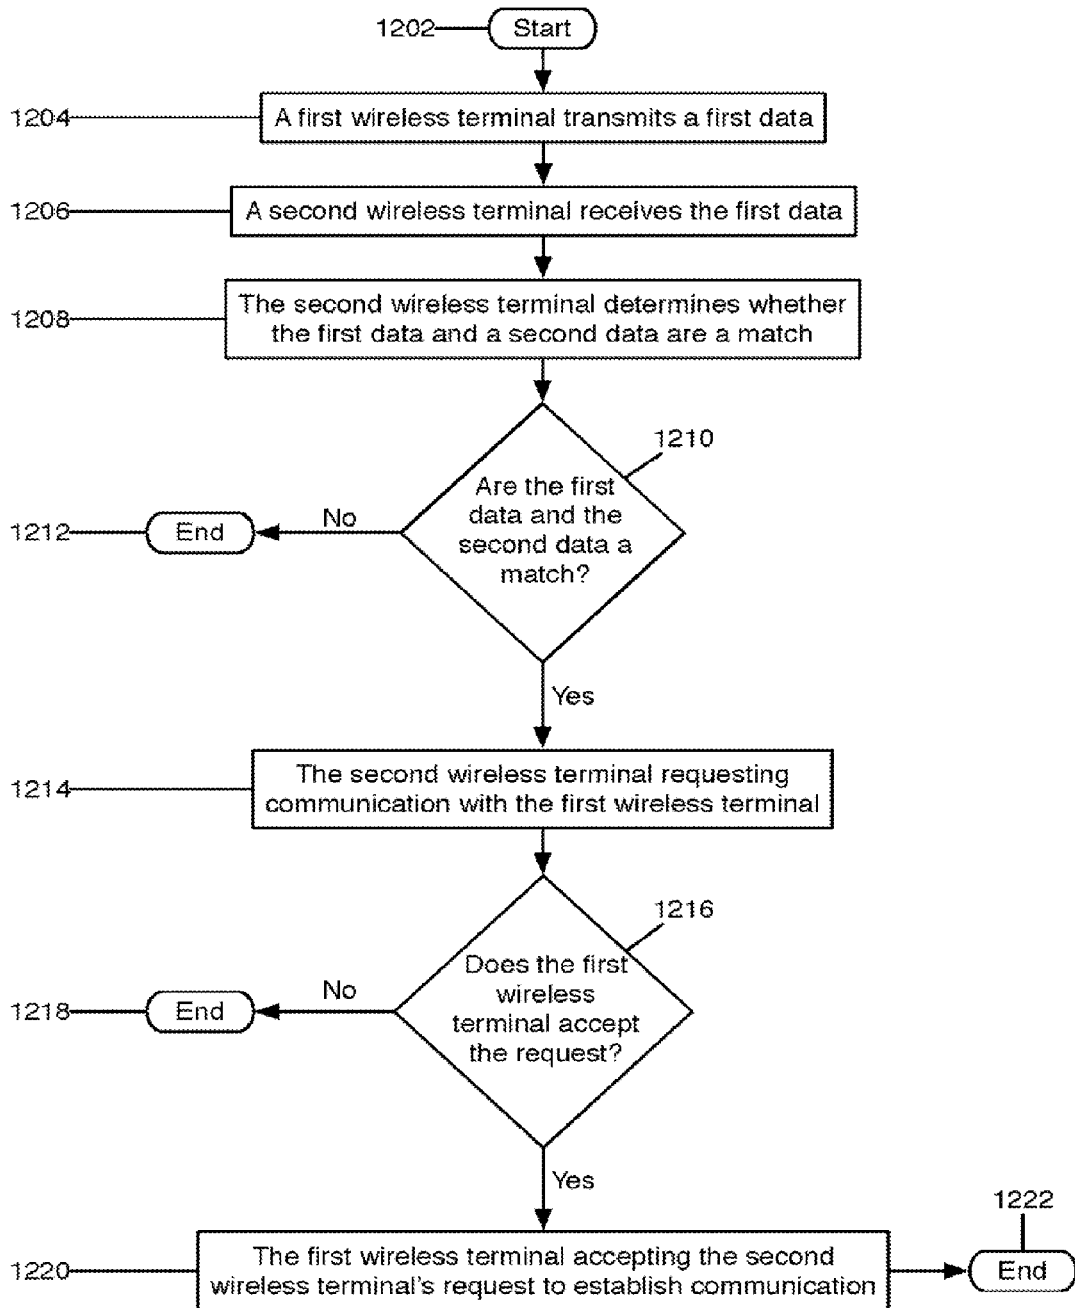 1202
Start
1204
A first wireless terminal transmits a first data
1206
A second wireless terminal receives the first data
1208
The second wireless terminal determines whether
the first data and a second data are a match
1210
Are the first
data and the
second data a
match?
No
1212
End
Yes
1214
The second wireless terminal requesting
communication with the first wireless terminal
1216
Does the first
wireless
terminal accept
the request?
No
1218
End
Yes
1220
The first wireless terminal accepting the second
wireless terminal's request to establish communication
1222
End